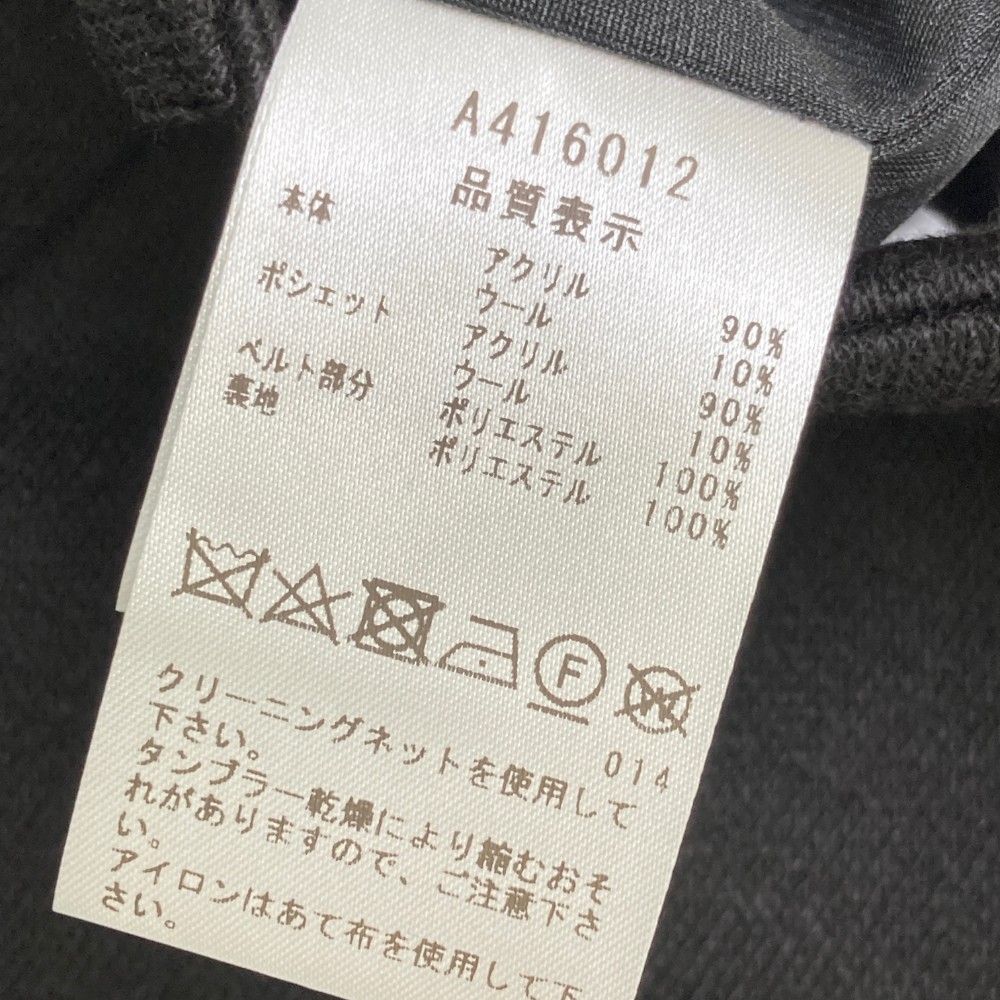 A416012
品質表示
本体 アクリル 90%
ウール 10%
ポシェット アクリル 90%
ウール 10%
ベルト部分 ポリエステル 100%
裏地 ポリエステル 100%
F W
014
クリーニングネットを使用して
下さい。
タンブラー乾燥により縮むおそ
れがありますので、ご注意下さ
い。
アイロンはあて布を使用して下
さい。